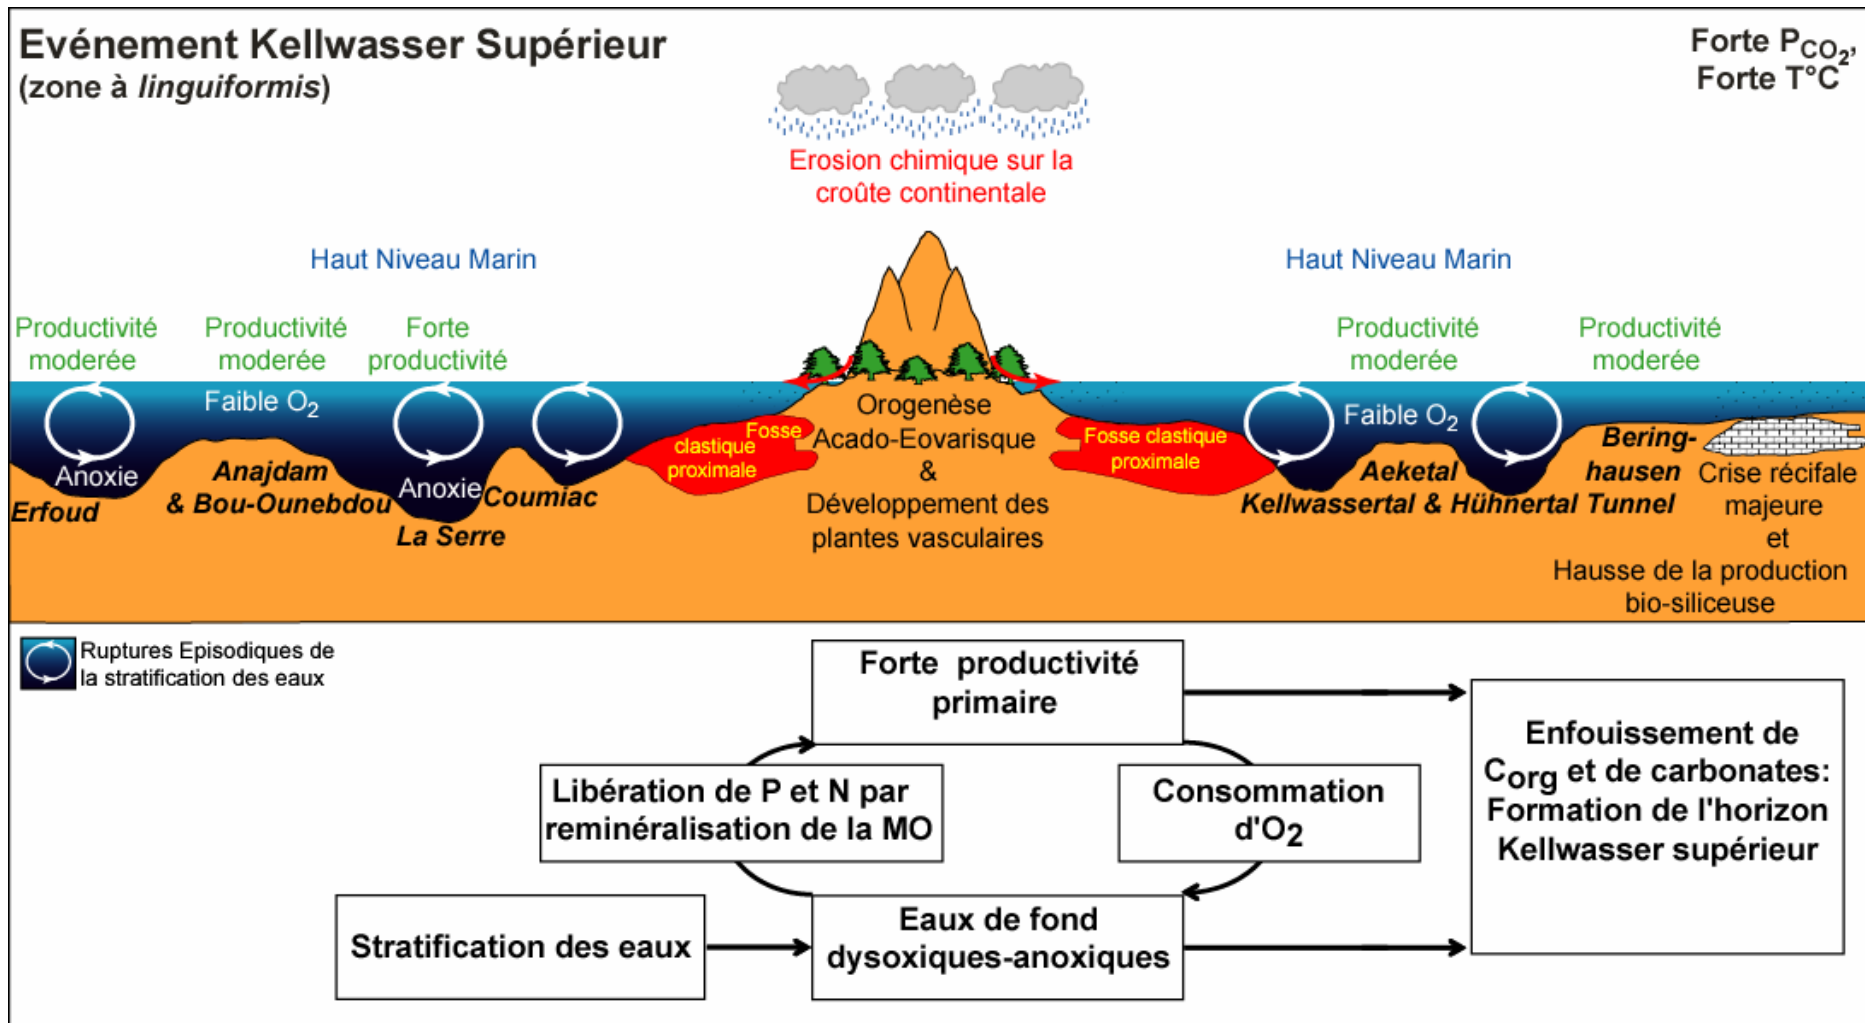 Evénement Kellwasser Supérieur
(zone à linguiformis)
Forte PCO2,
Forte T°C
Erosion chimique sur la
croûte continentale
Haut Niveau Marin
Haut Niveau Marin
Productivité
moderée
Productivité
moderée
Forte
productivité
Productivité
moderée
Productivité
moderée
Faible O2
Anoxie
Erfoud
Anajdam
& Bou-Ounebdou
Anoxie
La Serre
Coumiac
Fosse
clastique
proximale
Orogenèse
Acado-Eovarisque
&
Développement des
plantes vasculaires
Fosse clastique
proximale
Faible O2
Aeketal
Kellwassertal & Hühnertal
Bering-
hausen
Tunnel
Crise récifale
majeure
et
Hausse de la production
bio-siliceuse
Ruptures Episodiques de
la stratification des eaux
Forte productivité
primaire
Libération de P et N par
reminéralisation de la MO
Consommation
d'O2
Stratification des eaux
Eaux de fond
dysoxiques-anoxiques
Enfouissement de
Corg et de carbonates:
Formation de l'horizon
Kellwasser supérieur